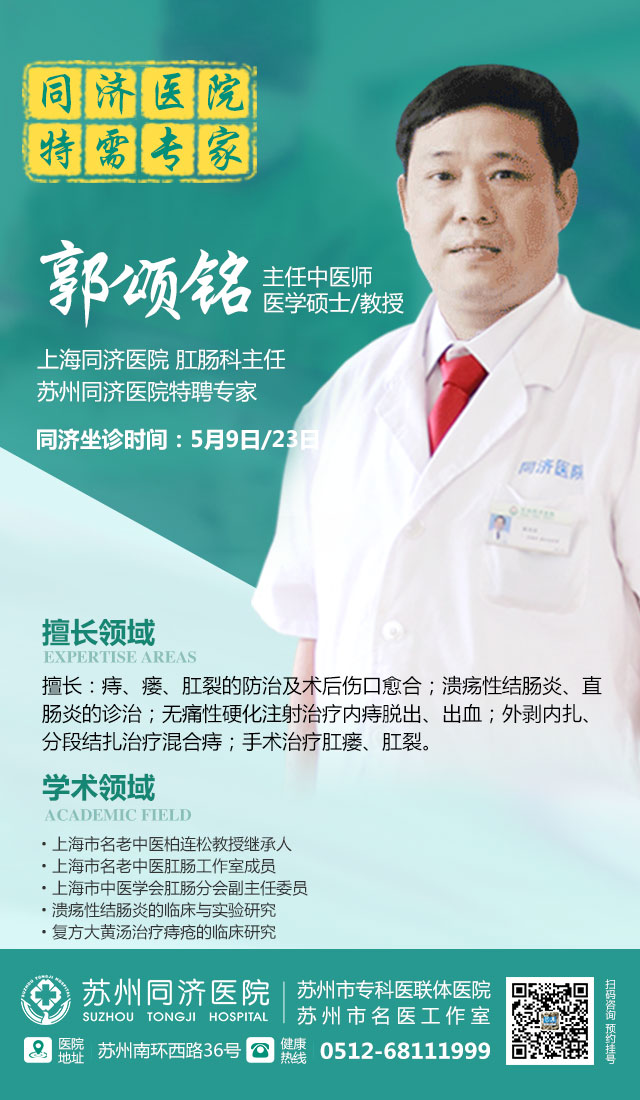 同济医院
特需专家
郭颂铭
主任中医师
医学硕士/教授
上海同济医院 肛肠科主任
苏州同济医院特聘专家
同济坐诊时间：5月9日/23日
同济医院
擅长领域
EXPERTISE AREAS
擅长：痔、瘘、肛裂的防治及术后伤口愈合；溃疡性结肠炎、直
肠炎的诊治；无痛性硬化注射治疗内痔脱出、出血；外剥内扎、
分段结扎治疗混合痔；手术治疗肛瘘、肛裂。
学术领域
ACADEMIC FIELD
·上海市名老中医柏连松教授继承人
·上海市名老中医肛肠工作室成员
·上海市中医学会肛肠分会副主任委员
·溃疡性结肠炎的临床与实验研究
·复方大黄汤治疗痔疮的临床研究
SUZHOU TONGJI HOSPITAL
苏州同济医院
SUZHOU TONGJI HOSPITAL
苏州市专科医联体医院
苏州市名医工作室
医院
地址
苏州南环西路36号
健康
热线
0512-68111999
扫码咨询 预约挂号